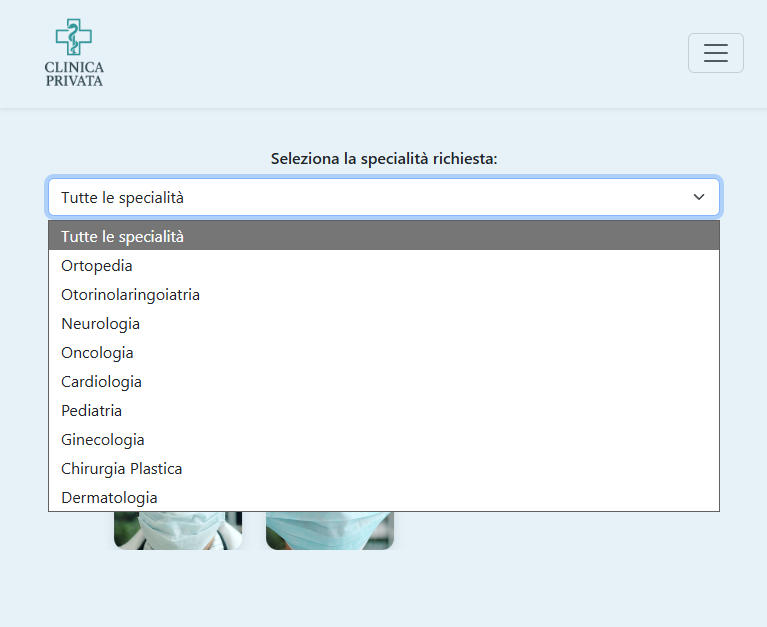 CLINICA
PRIVATA
Seleziona la specialità richiesta:
Tutte le specialità
Tutte le specialità
Ortopedia
Otorinolaringoiatria
Neurologia
Oncologia
Cardiologia
Pediatria
Ginecologia
Chirurgia Plastica
Dermatologia